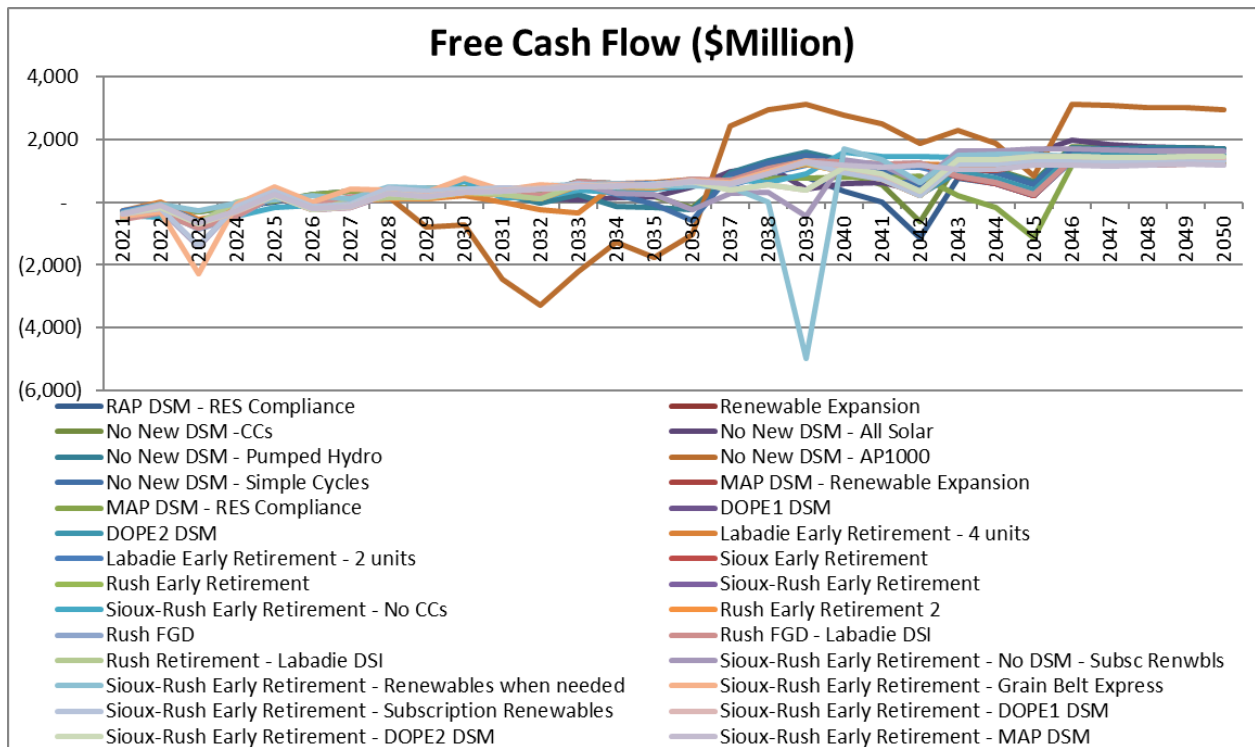 Free Cash Flow ($Million)
4,000
2,000
-
(2,000)
(4,000)
(6,000)
2021 2022 2023 2024 2025 2026 2027 2028 2029 2030 2031 2032 2033 2034 2035 2036 2037 2038 2039 2040 2041 2042 2043 2044 2045 2046 2047 2048 2049 2050
RAP DSM - RES Compliance Renewable Expansion
No New DSM -CCs No New DSM - All Solar
No New DSM - Pumped Hydro No New DSM - AP1000
No New DSM - Simple Cycles MAP DSM - Renewable Expansion
MAP DSM - RES Compliance DOPE1 DSM
DOPE2 DSM Labadie Early Retirement - 4 units
Labadie Early Retirement - 2 units Sioux Early Retirement
Rush Early Retirement Sioux-Rush Early Retirement
Sioux-Rush Early Retirement - No CCs Rush Early Retirement 2
Rush FGD Rush FGD - Labadie DSI
Rush Retirement - Labadie DSI Sioux-Rush Early Retirement - No DSM - Subsc Renwbls
Sioux-Rush Early Retirement - Renewables when needed Sioux-Rush Early Retirement - Grain Belt Express
Sioux-Rush Early Retirement - Subscription Renewables Sioux-Rush Early Retirement - DOPE1 DSM
Sioux-Rush Early Retirement - DOPE2 DSM Sioux-Rush Early Retirement - MAP DSM